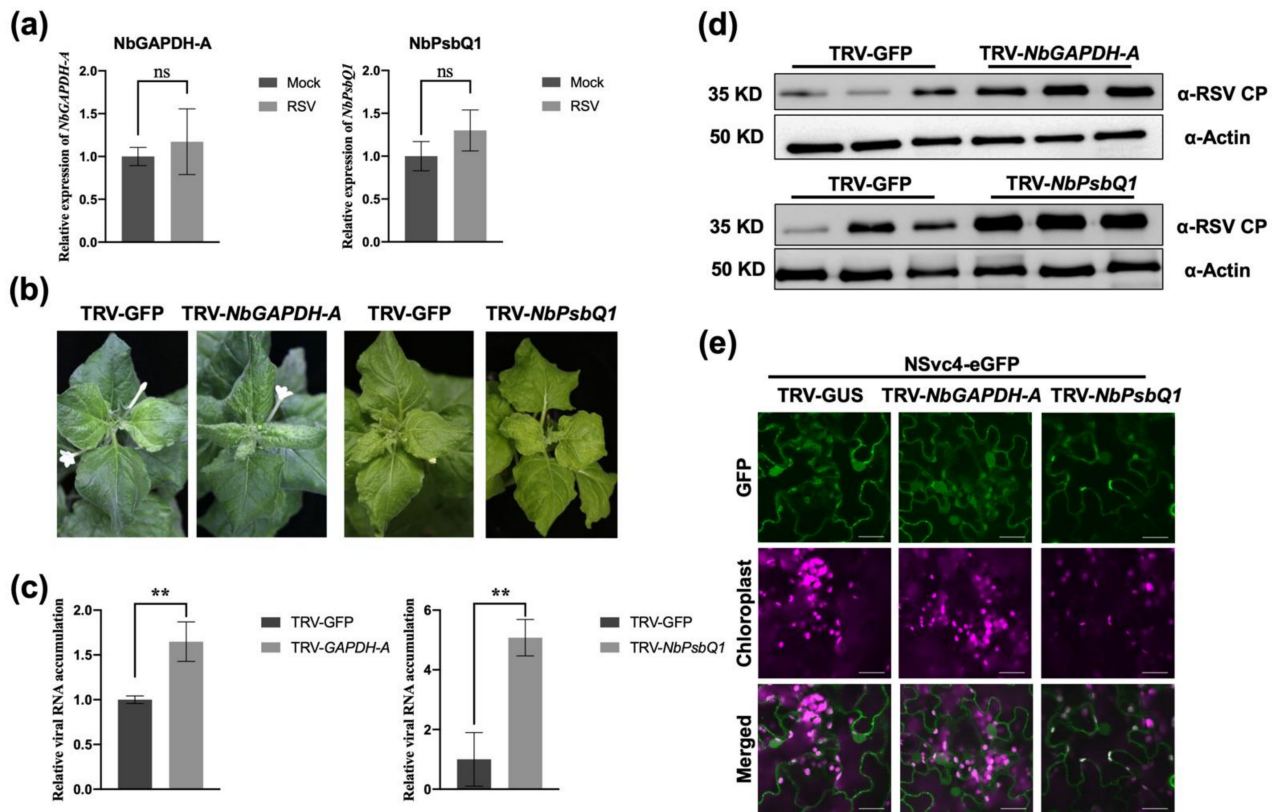 (a)
NbGAPDH-A
Relative expression of NbGAPDH-A
2.0
1.5
1.0
0.5
0.0
ns
Mock
RSV
NbPsbQ1
Relative expression of NbPsbQ1
2.0
1.5
1.0
0.5
0.0
ns
Mock
RSV
(b)
TRV-GFP
TRV-NbGAPDH-A
TRV-GFP
TRV-NbPsbQ1
(c)
Relative viral RNA accumulation
2.0
1.5
1.0
0.5
0.0
**
TRV-GFP
TRV-GAPDH-A
Relative viral RNA accumulation
6
4
2
0
**
TRV-GFP
TRV-NbPsbQ1
(d)
TRV-GFP
TRV-NbGAPDH-A
35 KD
α-RSV CP
50 KD
α-Actin
TRV-GFP
TRV-NbPsbQ1
35 KD
α-RSV CP
50 KD
α-Actin
(e)
NSvc4-eGFP
TRV-GUS
TRV-NbGAPDH-A
TRV-NbPsbQ1
GFP
Chloroplast
Merged